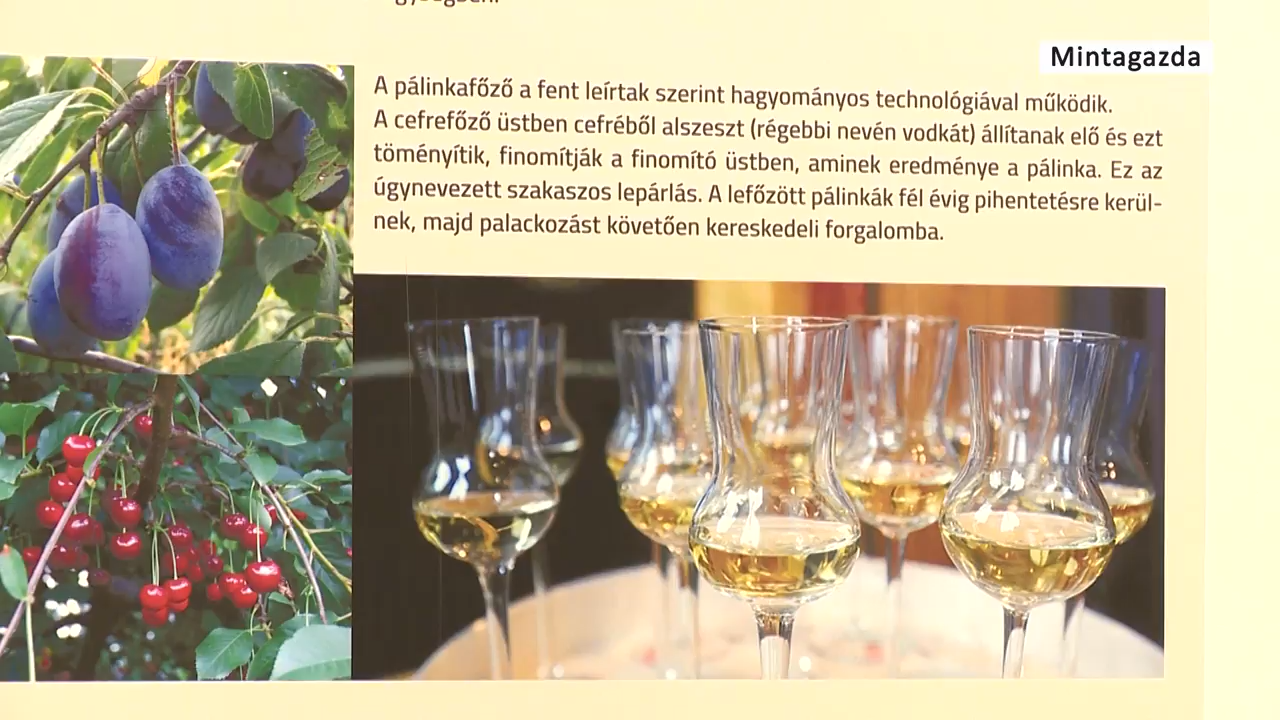 Mintagazda
A pálinkafőző a fent leírtak szerint hagyományos technológiával működik.
A cefrefőző üstben cefréből alszeszt (régebbi nevén vodkát) állítanak elő és ezt
töményítik, finomítják a finomító üstben, aminek eredménye a pálinka. Ez az
úgynevezett szakaszos lepárlás. A lefőzött pálinkák fél évig pihentetésre kerül-
nek, majd palackozást követően kereskedeli forgalomba.